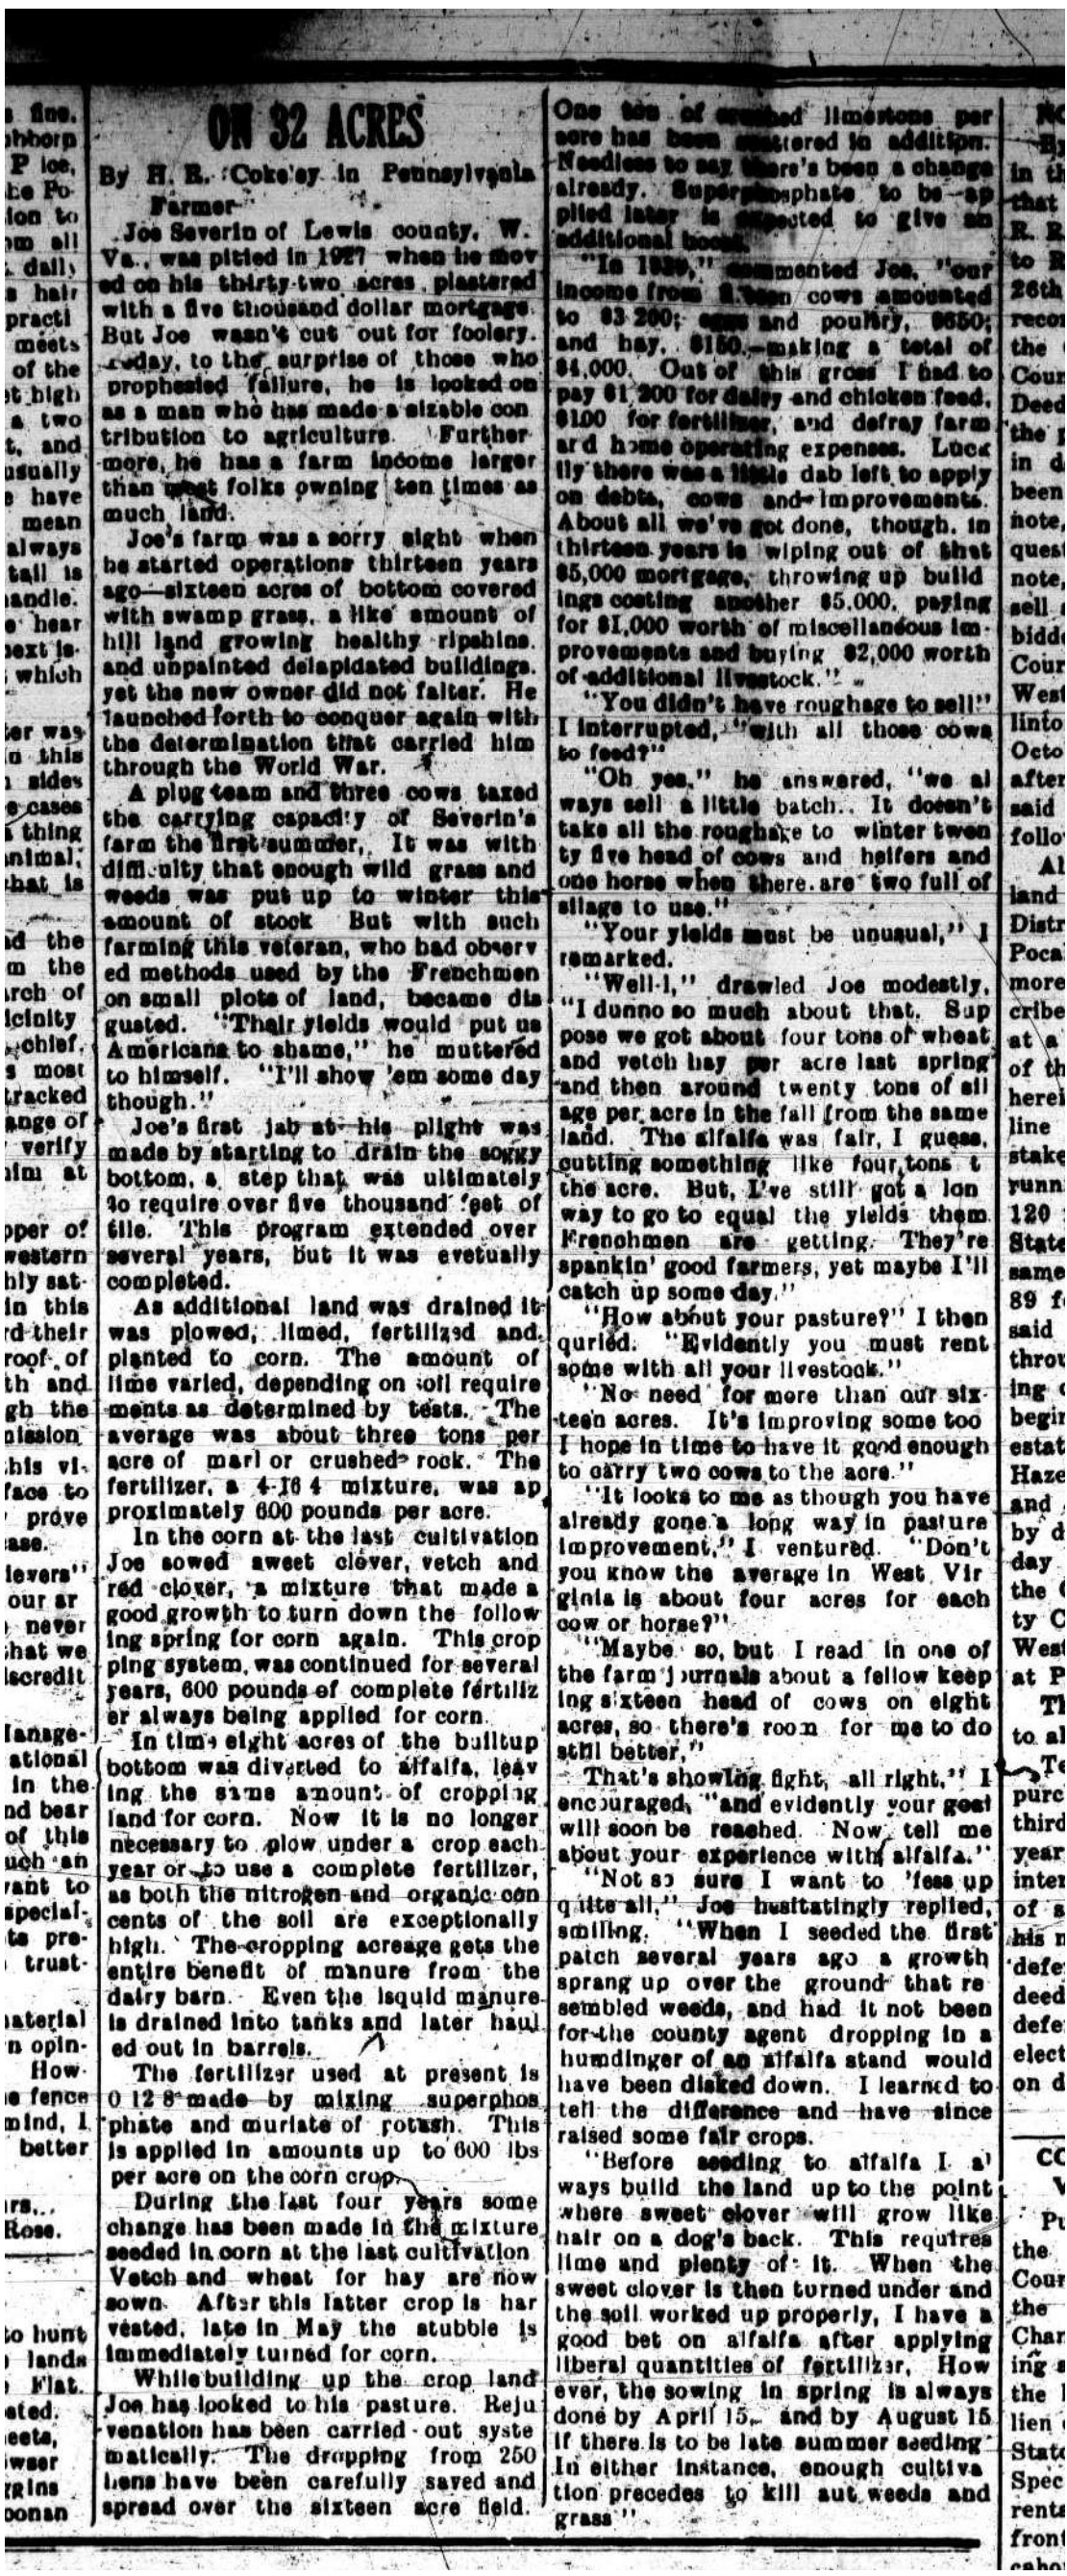 ON 32 ACRES
By H. R. Coke'ey in Pennsylvania
Farmer
Joe Severin of Lewis county, W.
Va., was pitied in 1927 when he mov
ed on his thirty-two acres plastered
with a five thousand dollar mortgage.
But Joe wasn't cut out for foolery.
oday, to the surprise of those who
prophesied failure, he is looked on
as a man who has made a sizable con
tribution to agriculture. Further
more, he has a farm income larger
than most folks owning ten times as
much land.
Joe's farm was a sorry sight when
he started operations thirteen years
ago—sixteen acres of bottom covered
with swamp grass, a like amount of
hill land growing healthy ripshins.
and unpainted delapidated buildings.
yet the new owner did not falter. He
launched forth to conquer again with
the determination that carried him
through the World War.
A plug team and three cows taxed
the carrying capacity of Severin's
farm the first summer, It was with
difficulty that enough wild grass and
weeds was put up to winter this
amount of stock But with such
farming this veteran, who had observ
ed methods used by the Frenchmen
on small plots of land, became dis
gusted. "Their yields would put us
Americans to shame," he muttered
to himself. "I'll show 'em some day
though."
Joe's first jab at his plight was
made by starting to drain the soggy
bottom, a step that was ultimately
to require over five thousand feet of
tile. This program extended over
several years, but it was evetually
completed.
As additional land was drained it
was plowed, limed, fertilized and
planted to corn. The amount of
lime varied, depending on soil require
ments as determined by tests. The
average was about three tons per
acre of marl or crushed rock. The
fertilizer, a 4-16 4 mixture, was ap
proximately 600 pounds per acre.
In the corn at the last cultivation
Joe sowed sweet clover, vetch and
red clover, a mixture that made a
good growth to turn down the follow
ing spring for corn again. This crop
ping system was continued for several
years, 600 pounds of complete fertiliz
er always being applied for corn.
In time eight acres of the builtup
bottom was diverted to alfalfa, leav
ing the same amount of cropping
land for corn. Now it is no longer
necessary to plow under a crop each
year or to use a complete fertilizer,
as both the nitrogen and organic con
cents of the soil are exceptionally
high. The cropping acreage gets the
entire benefit of manure from the
dairy barn. Even the lsquid manure
is drained into tanks and later haul
ed out in barrels.
The fertilizer used at present is
0 12 8 made by mixing superphos
phate and muriate of potash. This
is applied in amounts up to 600 lbs
per acre on the corn crop.
During the last four years some
change has been made in the mixture
seeded in corn at the last cultivation
Vetch and wheat for hay are now
sown. After this latter crop is har
vested, late in May the stubble is
immediately turned for corn.
While building up the crop land
Joe has looked to his pasture. Reju
venation has been carried out syste
matically. The dropping from 250
hens have been carefully saved and
spread over the sixteen acre field.
One ton of crushed limestone per
acre has been scattered in addition.
Needless to say there's been a change
already. Superphosphate to be ap
plied later is expected to give an
additional boost.
"In 1939," commented Joe, "our
income from cows amounted
to $3 200; eggs and poultry, $650;
and hay, $150,—making a total of
$4,000. Out of this gross I had to
pay $1,200 for dairy and chicken feed,
$100 for fertilizer, and defray farm
and home operating expenses. Luck
ily there was a little dab left to apply
on debts, cows and improvements.
About all we've got done, though, in
thirteen years is wiping out of that
$5,000 mortgage, throwing up build
ings costing another $5,000, paying
for $1,000 worth of miscellaneous im-
provements and buying $2,000 worth
of additional livestock."
"You didn't have roughage to sell"
I interrupted, "with all those cows
to feed?"
"Oh yes," he answered, "we al
ways sell a little batch.. It doesn't
take all the roughage to winter twen
ty five head of cows and heifers and
one horse when there are two full of
silage to use."
"Your yields must be unusual," I
remarked.
"Well-l," drawled Joe modestly,
"I dunno so much about that. Sup
pose we got about four tons of wheat
and vetch hay per acre last spring
and then around twenty tons of sil
age per acre in the fall from the same
land. The alfalfa was fair, I guess,
cutting something like four tons t
the acre. But, I've still got a lon
way to go to equal the yields them
Frenchmen are getting. They're
spankin' good farmers, yet maybe I'll
catch up some day."
"How about your pasture?" I then
quried. "Evidently you must rent
some with all your livestock."
"No need for more than our six
teen acres. It's improving some too
I hope in time to have it good enough
to carry two cows to the acre."
"It looks to me as though you have
already gone a long way in pasture
improvement," I ventured. "Don't
you know the average in West Vir
ginia is about four acres for each
cow or horse?"
"Maybe so, but I read in one of
the farm journals about a fellow keep
ing sixteen head of cows on eight
acres, so there's room for me to do
still better."
That's showing fight, all right," I
encouraged, "and evidently your goal
will soon be reached. Now tell me
about your experience with alfalfa."
"Not so sure I want to 'fess up
quite all," Joe husitatingly replied,
smiling. "When I seeded the first
patch several years ago a growth
sprang up over the ground that re
sembled weeds, and had it not been
for the county agent dropping in a
humdinger of an alfalfa stand would
have been disked down. I learned to
tell the difference and have since
raised some fair crops.
"Before seeding to alfalfa I al
ways build the land up to the point
where sweet clover will grow like
hair on a dog's back. This requires
lime and plenty of it. When the
sweet clover is then turned under and
the soil worked up properly, I have a
good bet on alfalfa after applying
liberal quantities of fertilizer, How
ever, the sowing in spring is always
done by April 15, and by August 15
if there is to be late summer seeding
In either instance, enough cultiva
tion precedes to kill aut weeds and
grass"